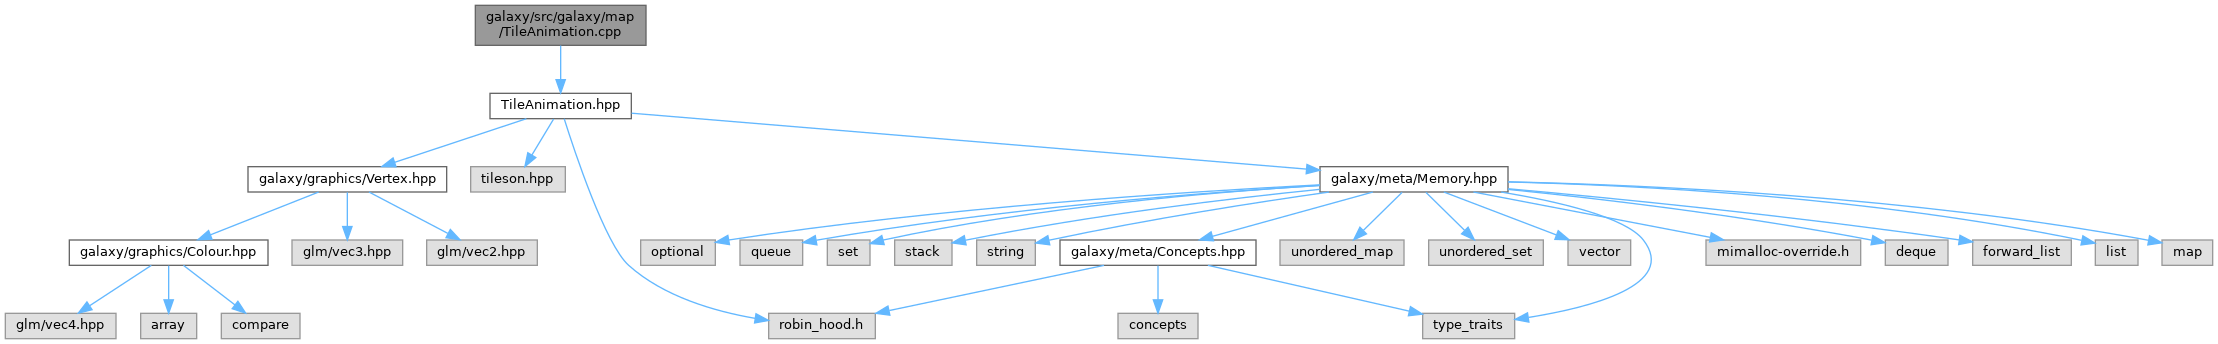 galaxy/src/galaxy/map
/TileAnimation.cpp
TileAnimation.hpp
galaxy/graphics/Vertex.hpp
tileson.hpp
galaxy/meta/Memory.hpp
galaxy/graphics/Colour.hpp
glm/vec3.hpp
glm/vec2.hpp
optional
queue
set
stack
string
galaxy/meta/Concepts.hpp
unordered_map
unordered_set
vector
mimalloc-override.h
deque
forward_list
list
map
glm/vec4.hpp
array
compare
robin_hood.h
concepts
type_traits